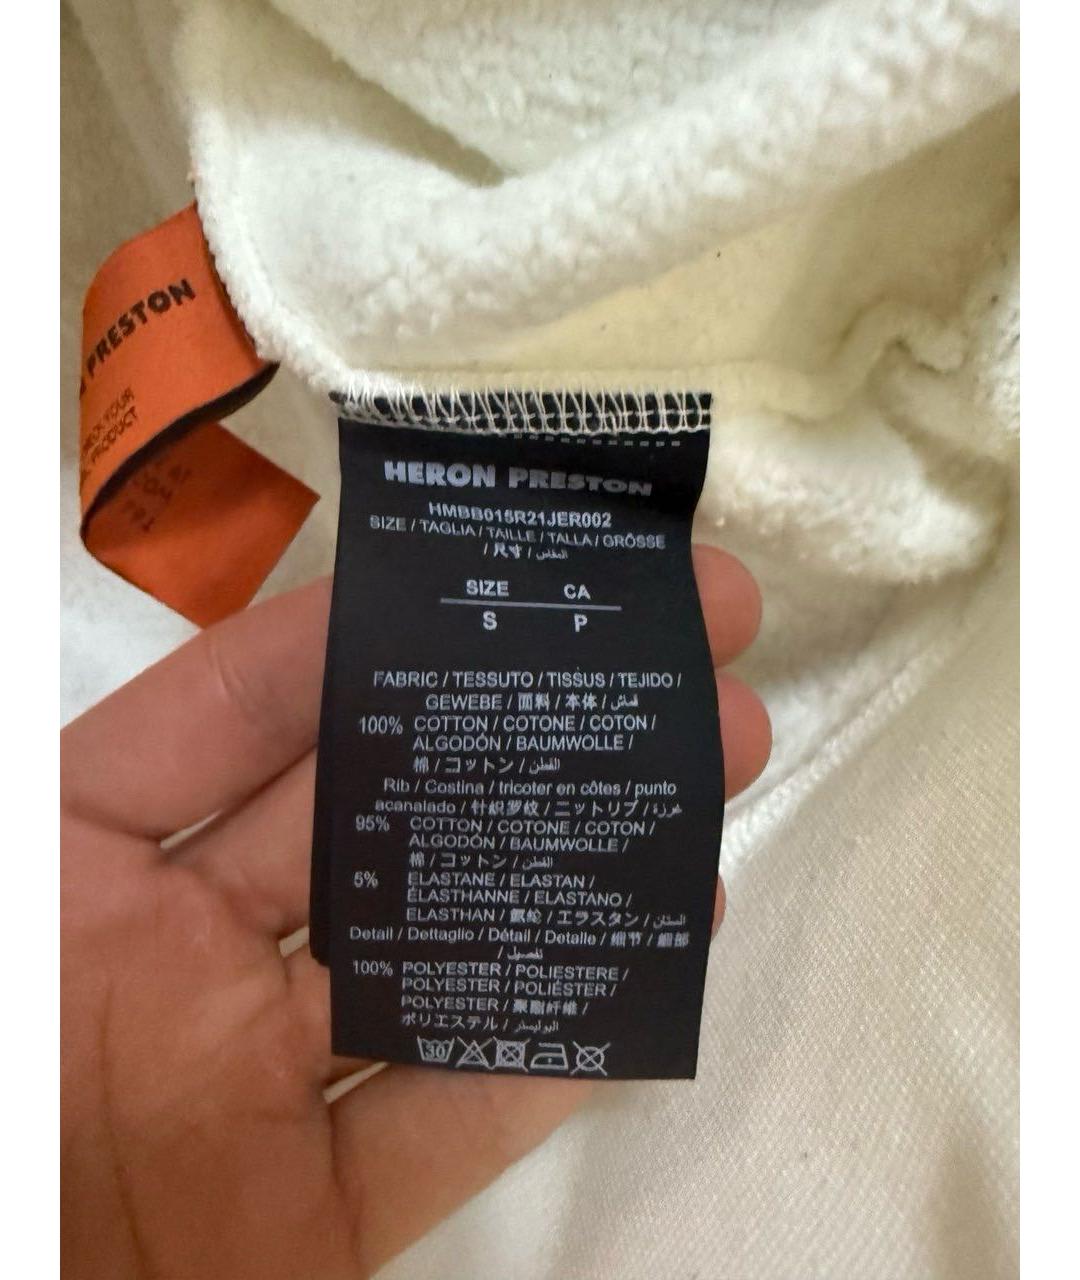 PRESTON
HERON PRESTON
HMBB015R21JER002
SIZE / TAGLIA / TAILLE / TALLA / GRÖSSE
/ 尺寸 / المقاس
SIZE CA
S P
FABRIC / TESSUTO / TISSUS / TEJIDO /
GEWEBE / 面料 / 本体 / قماش
100% COTTON / COTONE / COTON /
ALGODÓN / BAUMWOLLE /
棉 / コットン / القطن
Rib / Costina / tricoter en côtes / punto
acanalado / 针织罗纹 / ニットリブ /
95% COTTON / COTONE / COTON /
ALGODÓN / BAUMWOLLE /
棉 / コットン / القطن
5% ELASTANE / ELASTAN /
ÉLASTHANNE / ELASTANO /
ELASTHAN / 氨纶 / エラスタン /
Detail / Dettaglio / Détail / Detalle / 细节 / 細部
/ تفصيل
100% POLYESTER / POLIESTERE /
POLYESTER / POLIÉSTER /
POLYESTER / 聚酯纤维 /
ポリエステル / البوليستر
30